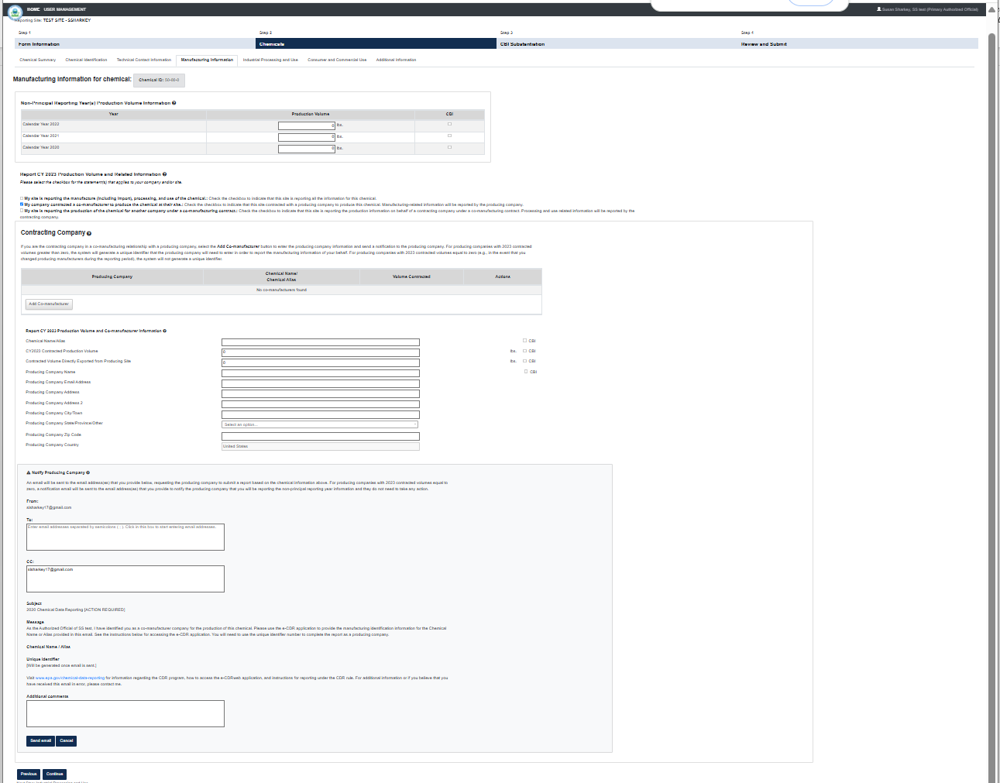 HOME USER MANAGEMENT
Susan Sharkey, SS test (Primary Authorized Official)
Reporting Site: TEST SITE - SSHARKEY
Step 1 Step 2 Step 3 Step 4
Form Information Chemicals CBI Substantiation Review and Submit
Chemical Summary Chemical Identification Technical Contact Information Manufacturing Information Industrial Processing and Use Consumer and Commercial Use Additional Information
Manufacturing Information for chemical: Chemical ID: 50-00-0
Non-Principal Reporting Year(s) Production Volume Information
Year Production Volume CBI
Calendar Year 2022 0 lbs.
Calendar Year 2021 0 lbs.
Calendar Year 2020 0 lbs.
Report CY 2023 Production Volume and Related Information
Please select the checkbox for the statement(s) that applies to your company and/or site.
My site is reporting the manufacture (including import), processing, and use of the chemical.: Check the checkbox to indicate that this site is reporting all the information for this chemical.
My company contracted a co-manufacturer to produce the chemical at their site.: Check the checkbox to indicate that this site contracted with a producing company to produce this chemical. Manufacturing-related information will be reported by the producing company.
My site is reporting the production of the chemical for another company under a co-manufacturing contract.: Check the checkbox to indicate that this site is reporting the production information on behalf of a contracting company under a co-manufacturing contract. Processing and use related information will be reported by the
contracting company.
Contracting Company
If you are the contracting company in a co-manufacturing relationship with a producing company, select the Add Co-manufacturer button to enter the producing company information and send a notification to the producing company. For producing companies with 2023 contracted
volumes greater than zero, the system will generate a unique identifier that the producing company will need to enter in order to report the manufacturing information of your behalf. For producing companies with 2023 contracted volumes equal to zero (e.g., in the event that you
changed producing manufacturers during the reporting period), the system will not generate a unique identifier.
Producing Company Chemical Name/ Volume Contracted Actions
Chemical Alias
No co-manufacturers found
Add Co-manufacturer
Report CY 2023 Production Volume and Co-manufacturer Information
Chemical Name/Alias CBI
CY2023 Contracted Production Volume 0 lbs. CBI
Contracted Volume Directly Exported from Producing Site 0 lbs. CBI
Producing Company Name CBI
Producing Company Email Address
Producing Company Address
Producing Company Address 2
Producing Company City/Town
Producing Company State/Province/Other Select an option...
Producing Company Zip Code
Producing Company Country United States
Notify Producing Company
An email will be sent to the email address(es) that you provide below, requesting the producing company to submit a report based on the chemical information above. For producing companies with 2023 contracted volumes equal to
zero, a notification email will be sent to the email address(es) that you provide to notify the producing company that you will be reporting the non-principal reporting year information and they do not need to take any action.
From:
slsharkey17@gmail.com
To:
Enter email addresses separated by semicolons ( ; ). Click in this box to start entering email addresses.
CC:
slsharkey17@gmail.com
Subject
2020 Chemical Data Reporting [ACTION REQUIRED]
Message
As the Authorized Official of SS test, I have identified you as a co-manufacturer company for the production of this chemical. Please use the e-CDR application to provide the manufacturing identification information for the Chemical
Name or Alias provided in this email. See the instructions below for accessing the e-CDR application. You will need to use the unique identifier number to complete the report as a producing company.
Chemical Name / Alias
Unique Identifier
[Will be generated once email is sent.]
Visit www.epa.gov/chemical-data-reporting for information regarding the CDR program, how to access the e-CDRweb application, and instructions for reporting under the CDR rule. For additional information or if you believe that you
have received this email in error, please contact me.
Additional comments
Send email Cancel
Previous Continue